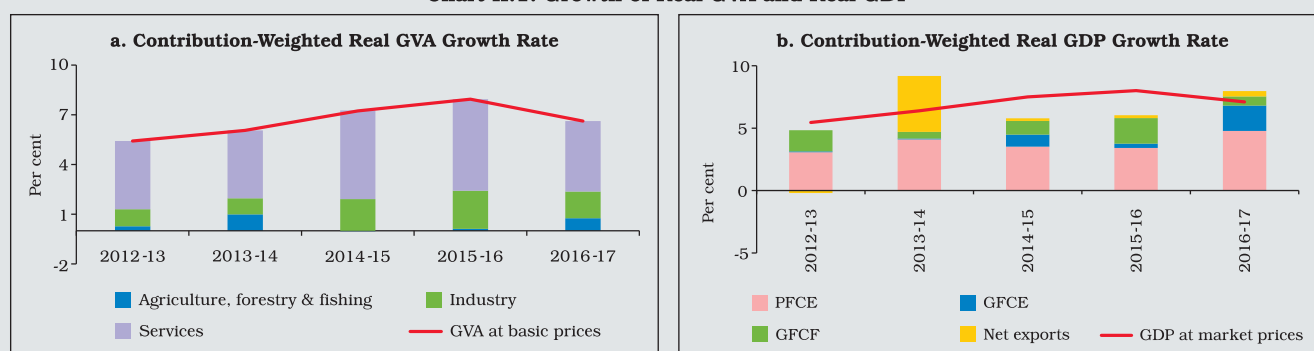 a. Contribution-Weighted Real GVA Growth Rate
10
7
4
1
-2
Per cent
2012-13
2013-14
2014-15
2015-16
2016-17
Agriculture, forestry & fishing
Industry
Services
GVA at basic prices
b. Contribution-Weighted Real GDP Growth Rate
10
5
0
-5
Per cent
2012-13
2013-14
2014-15
2015-16
2016-17
PFCE
GFCE
GFCF
Net exports
GDP at market prices